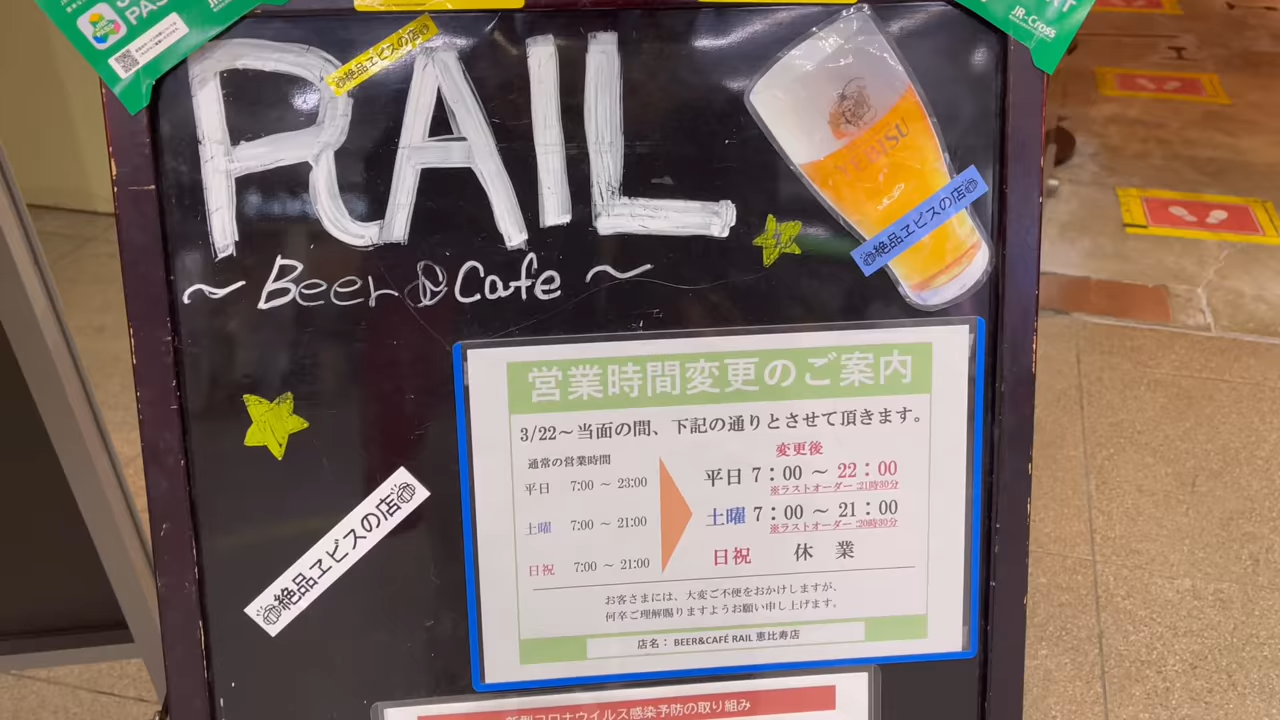 JR-Cross
RAIL
絶品ヱビスの店
YEBISU
絶品ヱビスの店
~ Beer & Cafe ~
営業時間変更のご案内
3/22~当面の間、下記の通りとさせて頂きます。
通常の営業時間
変更後
平日 7:00 ~ 23:00
平日 7:00 ~ 22:00
※ラストオーダー:21時30分
土曜 7:00 ~ 21:00
土曜 7:00 ~ 21:00
※ラストオーダー:20時30分
日祝 7:00 ~ 21:00
日祝 休業
お客さまには、大変ご不便をおかけしますが、
何卒ご理解賜りますようお願い申し上げます。
店名: BEER&CAFÉ RAIL 恵比寿店
絶品ヱビスの店
新型コロナウイルス感染予防の取り組み